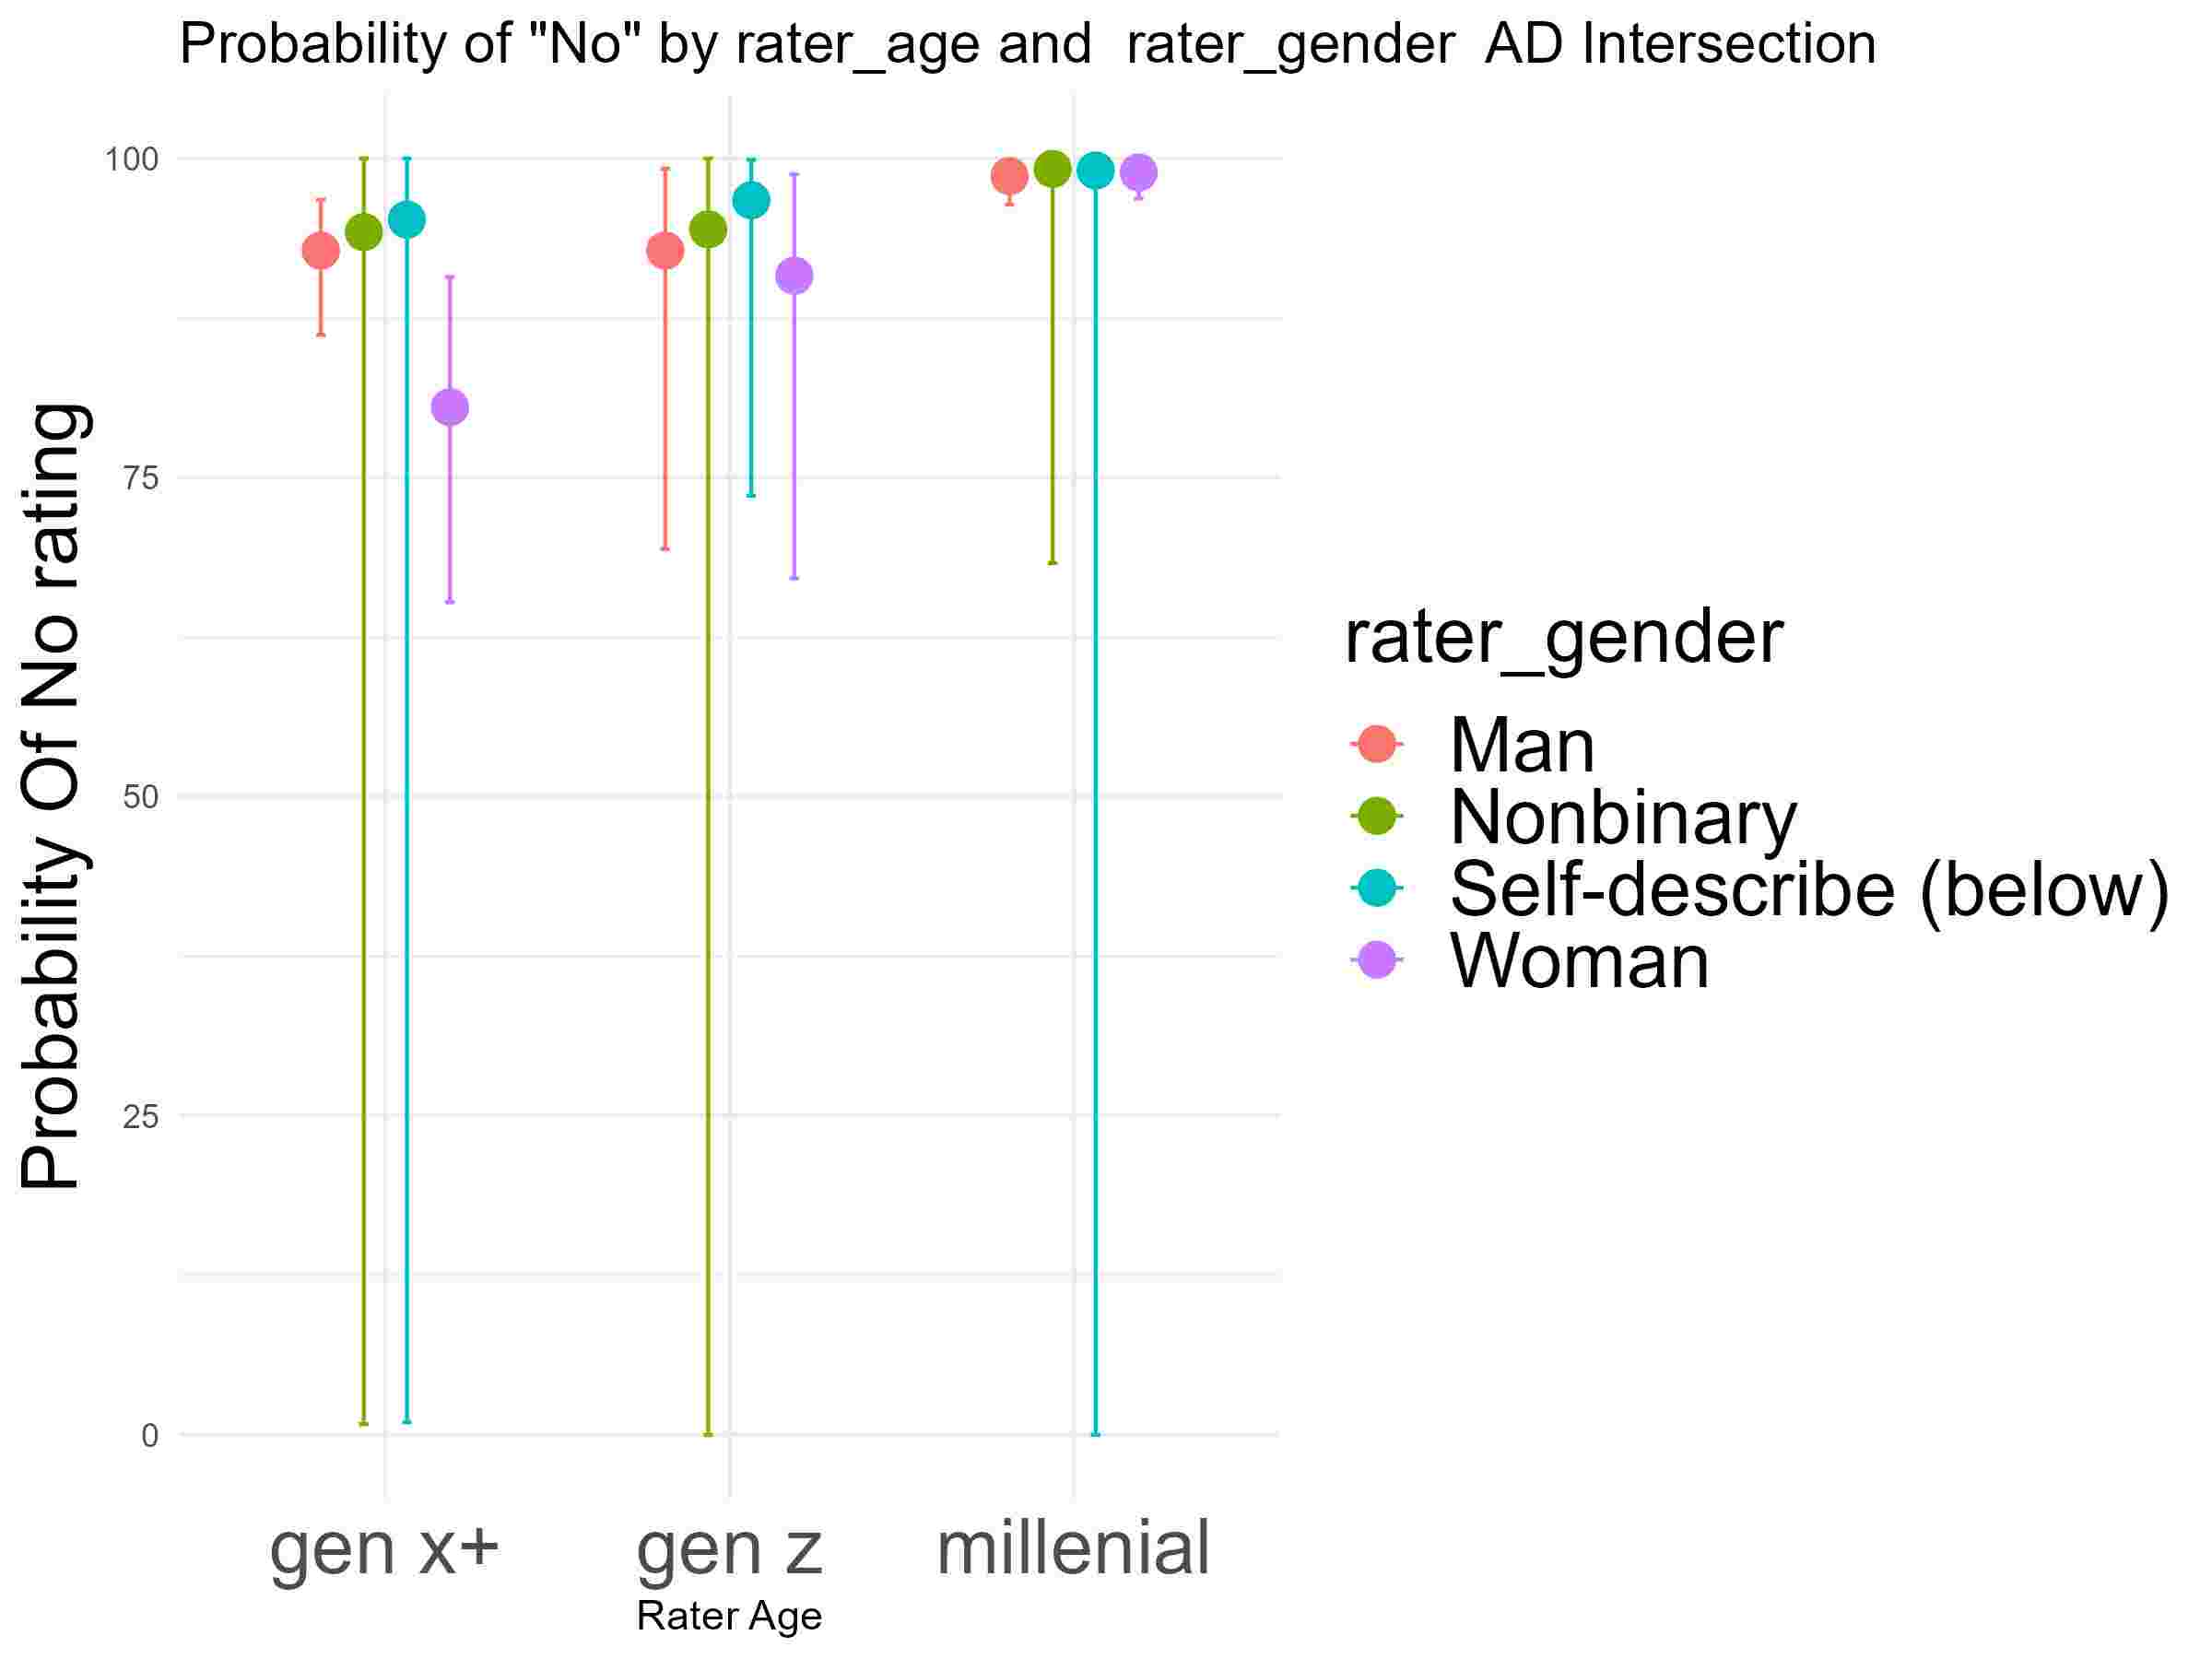 Probability of "No" by rater_age and  rater_gender  AD Intersection
Probability Of No rating
100
75
50
25
0
gen x+
gen z
millenial
Rater Age
rater_gender
Man
Nonbinary
Self-describe (below)
Woman